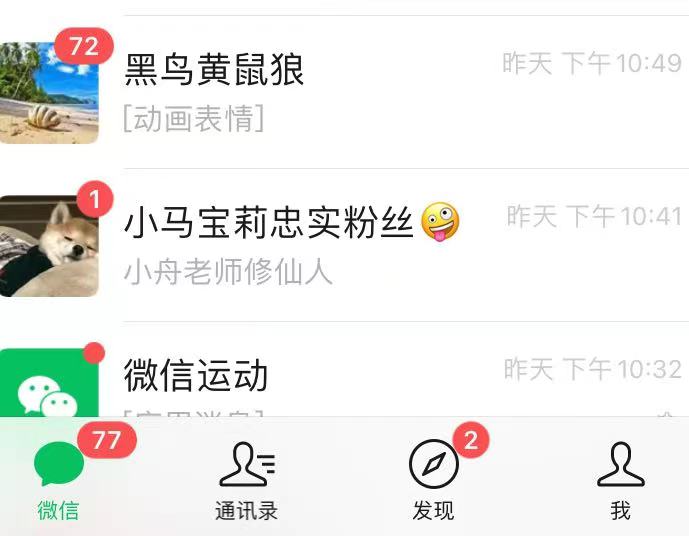 72
黑鸟黄鼠狼
昨天 下午10:49
[动画表情]
1
小马宝莉忠实粉丝🤪
昨天 下午10:41
小舟老师修仙人
微信运动
昨天 下午10:32
77
2
微信
通讯录
发现
我